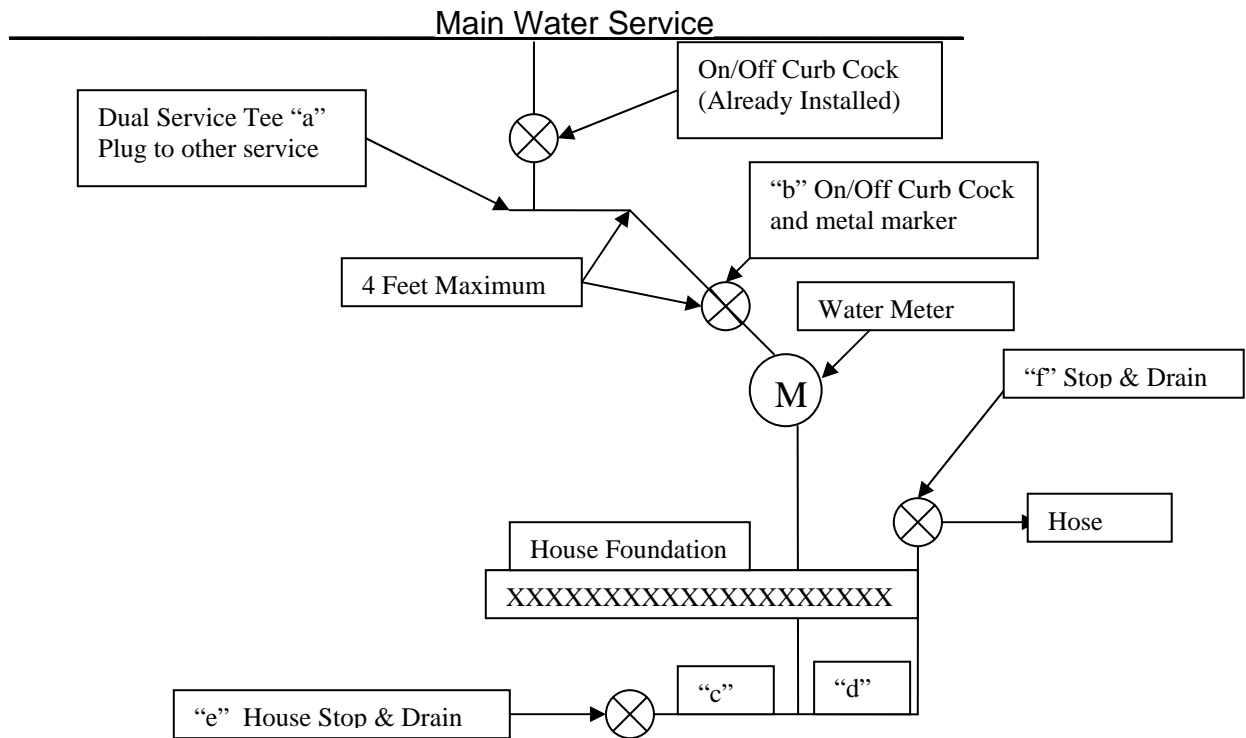 Main Water Service
On/Off Curb Cock
(Already Installed)
Dual Service Tee “a”
Plug to other service
“b” On/Off Curb Cock
and metal marker
4 Feet Maximum
Water Meter
M
“f” Stop & Drain
Hose
House Foundation
XXXXXXXXXXXXXXXXXXXX
“c”
“d”
“e”  House Stop & Drain